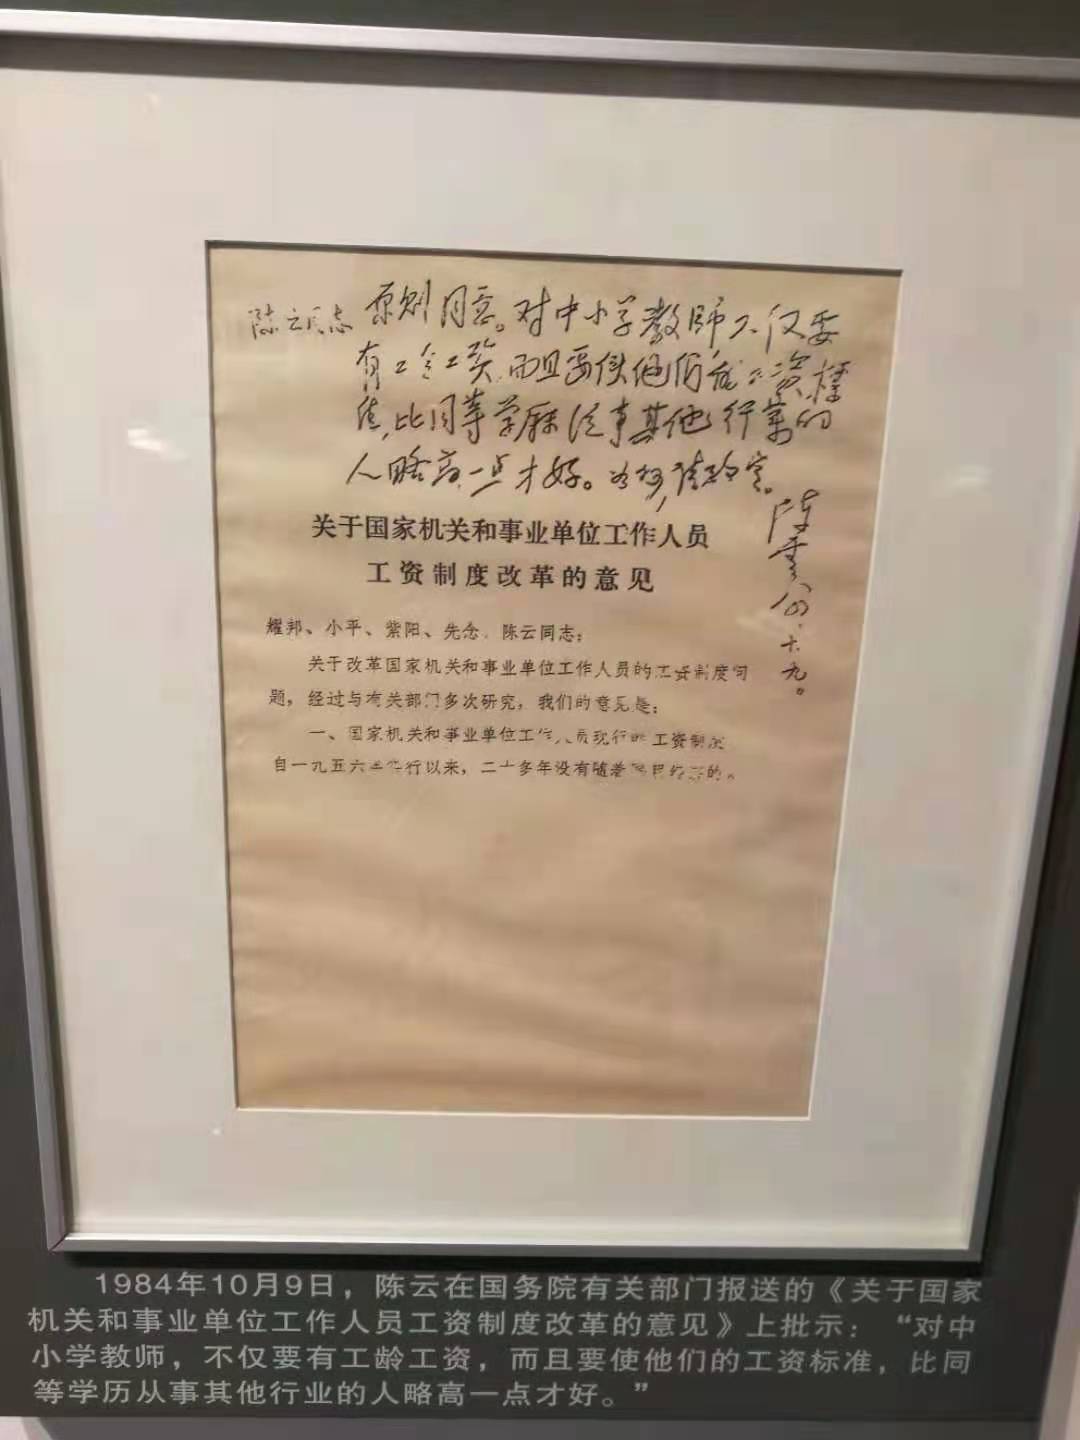 陈云同志
原则同意。对中小学教师不仅要
有工令工资,而且要使他们的工资标
准,比同等学历从事其他行业的
人略高一点才好。当否,请酌定。
陈云 八四.十.九。
关于国家机关和事业单位工作人员
工资制度改革的意见
耀邦、小平、紫阳、先念、陈云同志:
关于改革国家机关和事业单位工作人员的工资制度问
题,经过与有关部门多次研究,我们的意见是:
一、国家机关和事业单位工作人员现行的工资制度
自一九五六年实行以来,二十多年没有随着国民经济的
1984年10月9日,陈云在国务院有关部门报送的《关于国家
机关和事业单位工作人员工资制度改革的意见》上批示:“对中
小学教师,不仅要有工龄工资,而且要使他们的工资标准,比同
等学历从事其他行业的人略高一点才好。”